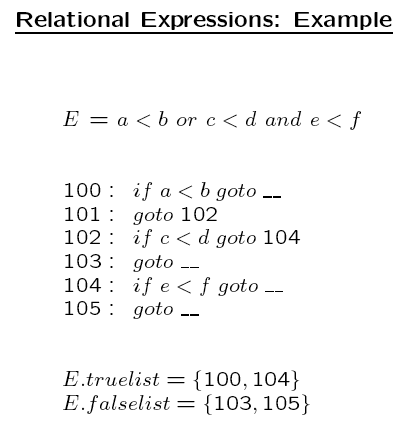 Relational Expressions: Example
E = a < b or c < d and e < f
100 : if a < b goto __
101 : goto 102
102 : if c < d goto 104
103 : goto __
104 : if e < f goto __
105 : goto __
E.truelist = {100, 104}
E.falselist = {103, 105}